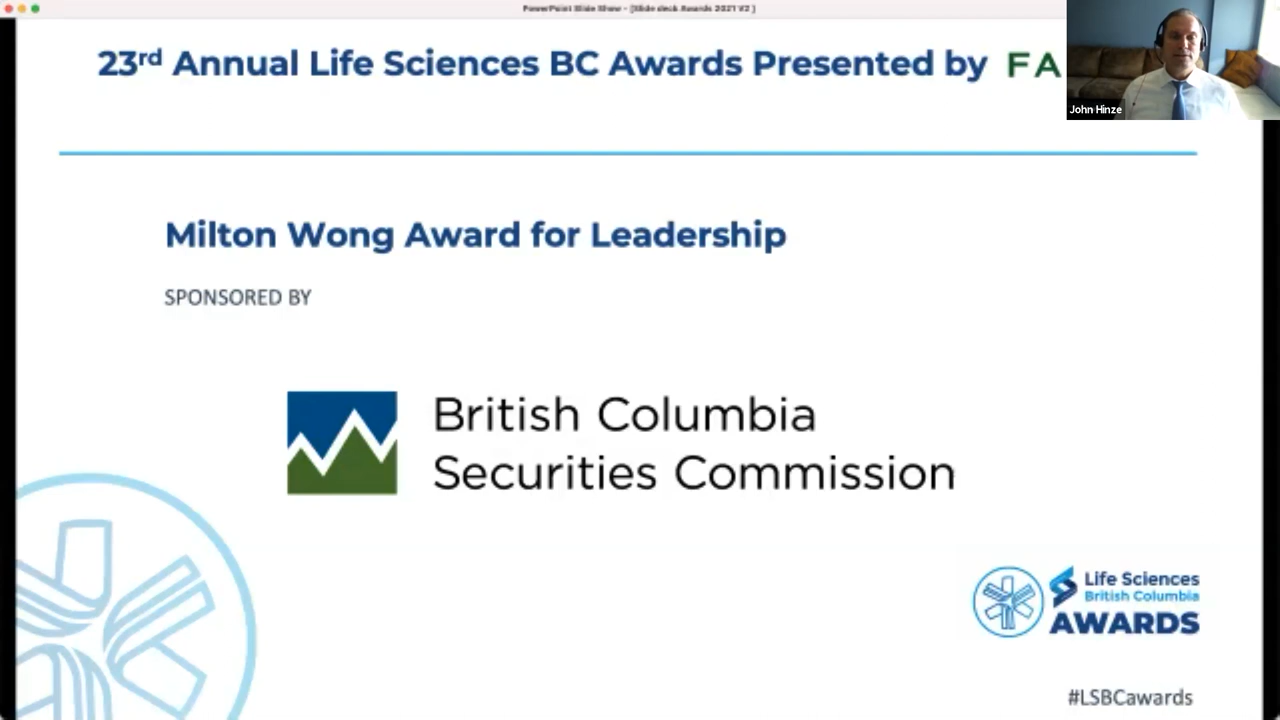 PowerPoint Slide Show - [Slide deck Awards 2021 V2 ]
23rd Annual Life Sciences BC Awards Presented by FA
John Hinze
Milton Wong Award for Leadership
SPONSORED BY
British Columbia
Securities Commission
Life Sciences
British Columbia
AWARDS
#LSBCawards